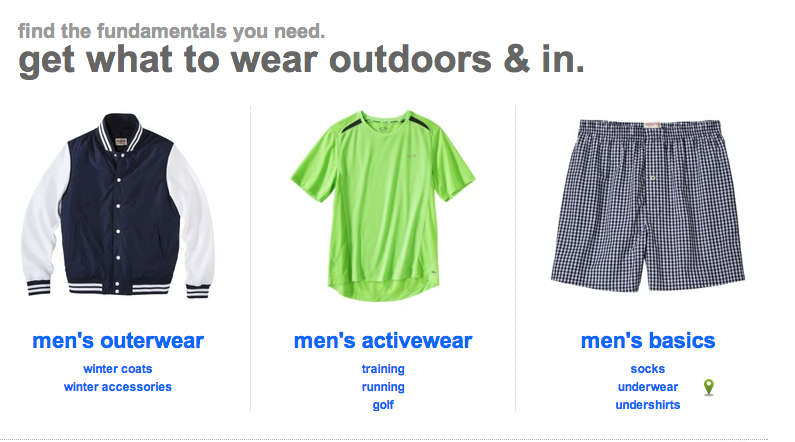 find the fundamentals you need.
get what to wear outdoors & in.
men's outerwear
winter coats
winter accessories
men's activewear
training
running
golf
men's basics
socks
underwear
undershirts